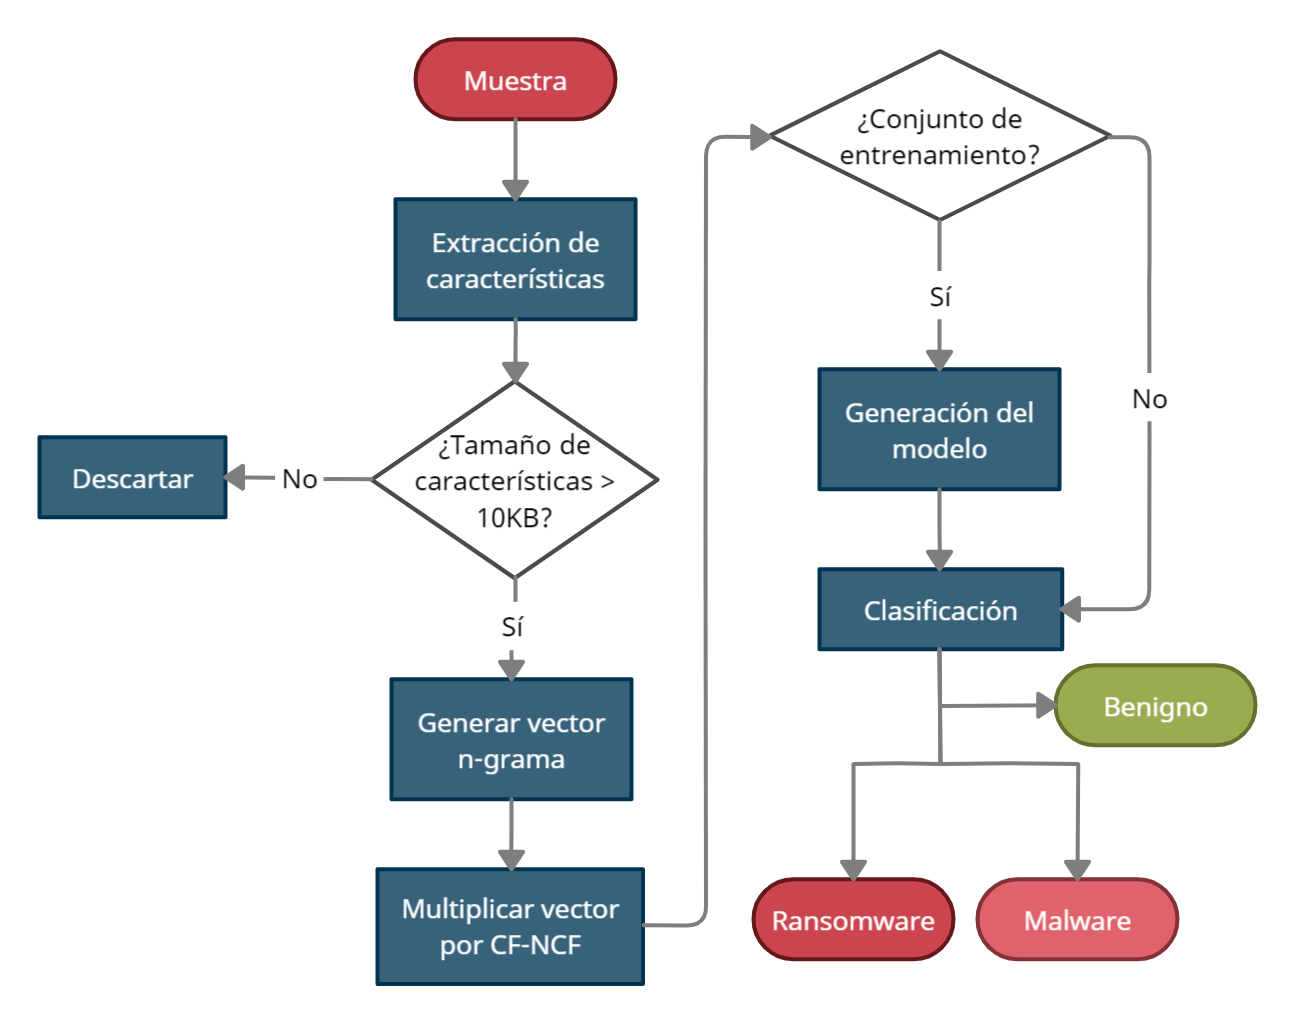 Muestra
Extracción de
características
¿Tamaño de
características >
10KB?
No
Descartar
Sí
Generar vector
n-grama
Multiplicar vector
por CF-NCF
¿Conjunto de
entrenamiento?
Sí
No
Generación del
modelo
Clasificación
Benigno
Ransomware
Malware